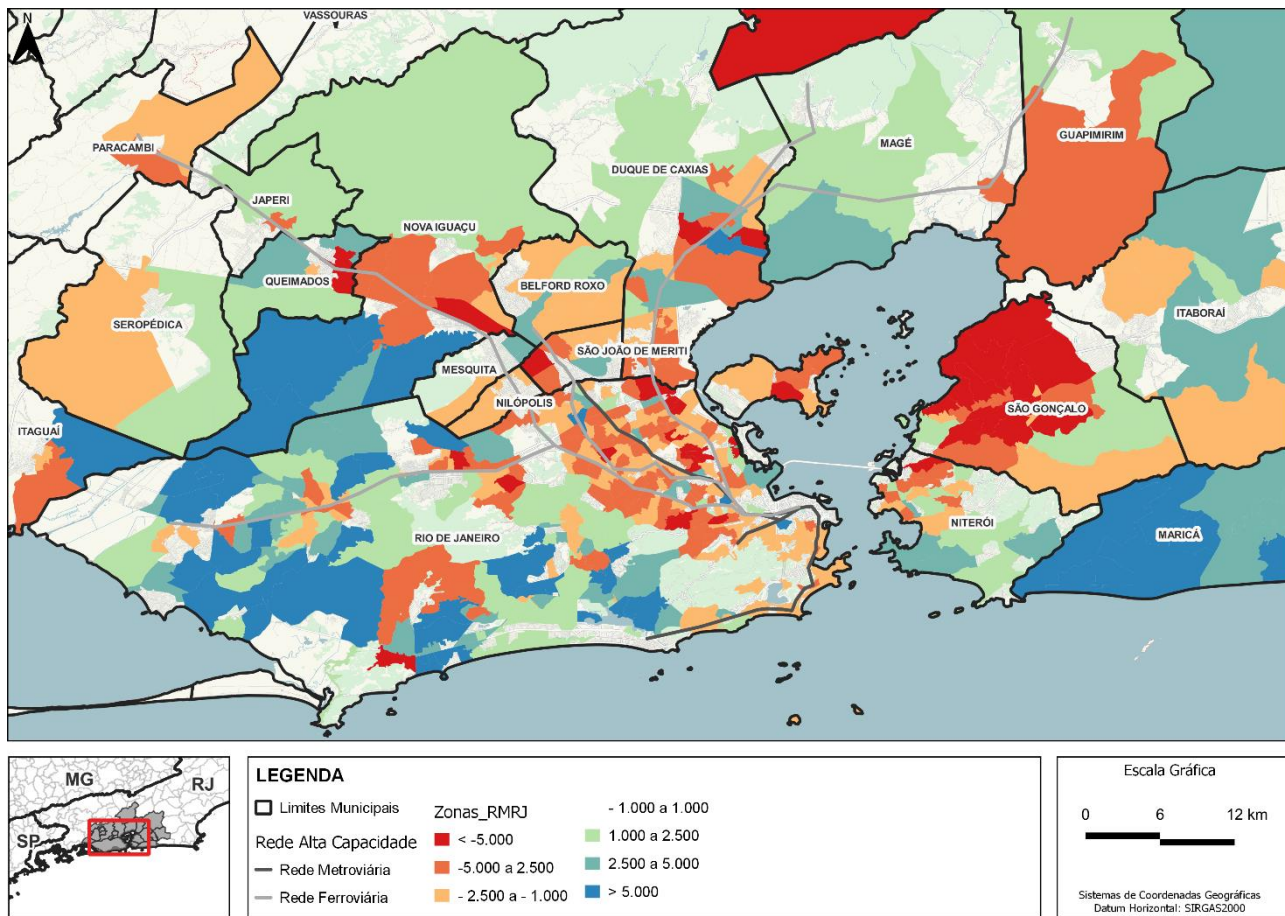 VASSOURAS
N
PARACAMBI
JAPERI
NOVA IGUAÇU
DUQUE DE CAXIAS
MAGÉ
GUAPIMIRIM
QUEIMADOS
BELFORD ROXO
SEROPÉDICA
ITABORAÍ
SÃO JOÃO DE MERITI
MESQUITA
NILÓPOLIS
SÃO GONÇALO
ITAGUAÍ
RIO DE JANEIRO
NITERÓI
MARICÁ
MG
RJ
SP
LEGENDA
Limites Municipais
Rede Alta Capacidade
Rede Metroviária
Rede Ferroviária
Zonas_RMRJ
< -5.000
-5.000 a 2.500
- 2.500 a - 1.000
- 1.000 a 1.000
1.000 a 2.500
2.500 a 5.000
> 5.000
Escala Gráfica
0 6 12 km
Sistemas de Coordenadas Geográficas
Datum Horizontal: SIRGAS2000